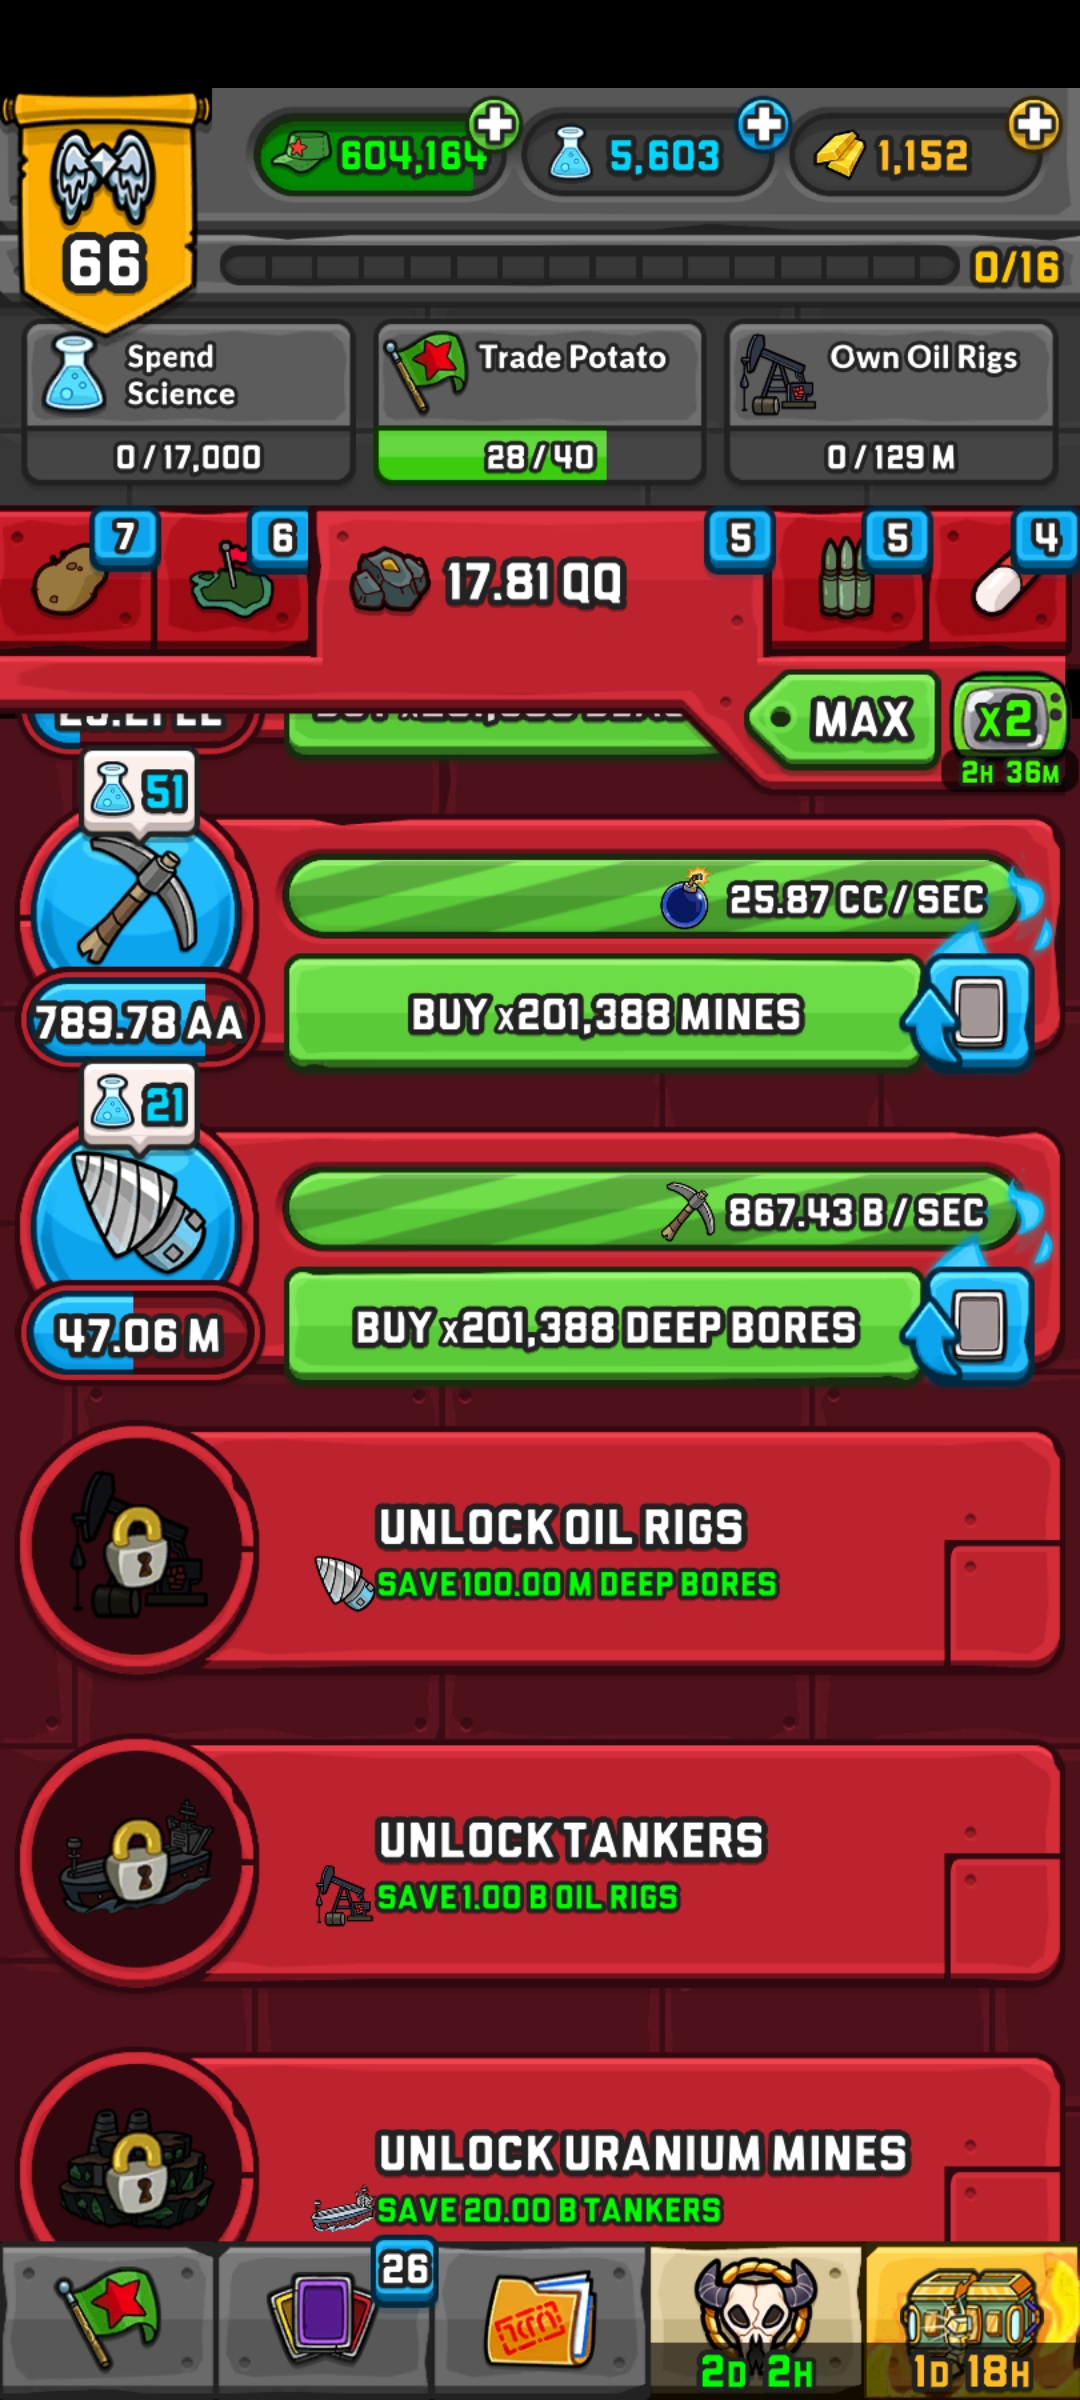 604,164
5,603
1,152
66
0/16
Spend
Science
0/17,000
Trade Potato
28/40
Own Oil Rigs
0/129 M
7
6
17.81 QQ
5
5
4
MAX
x2
2H 36M
51
25.87 CC/SEC
789.78 AA
BUY x201,388 MINES
21
867.43 B/SEC
47.06 M
BUY x201,388 DEEP BORES
UNLOCK OIL RIGS
SAVE 100.00 M DEEP BORES
UNLOCK TANKERS
SAVE 1.00 B OIL RIGS
UNLOCK URANIUM MINES
SAVE 20.00 B TANKERS
26
2D 2H
1D 18H